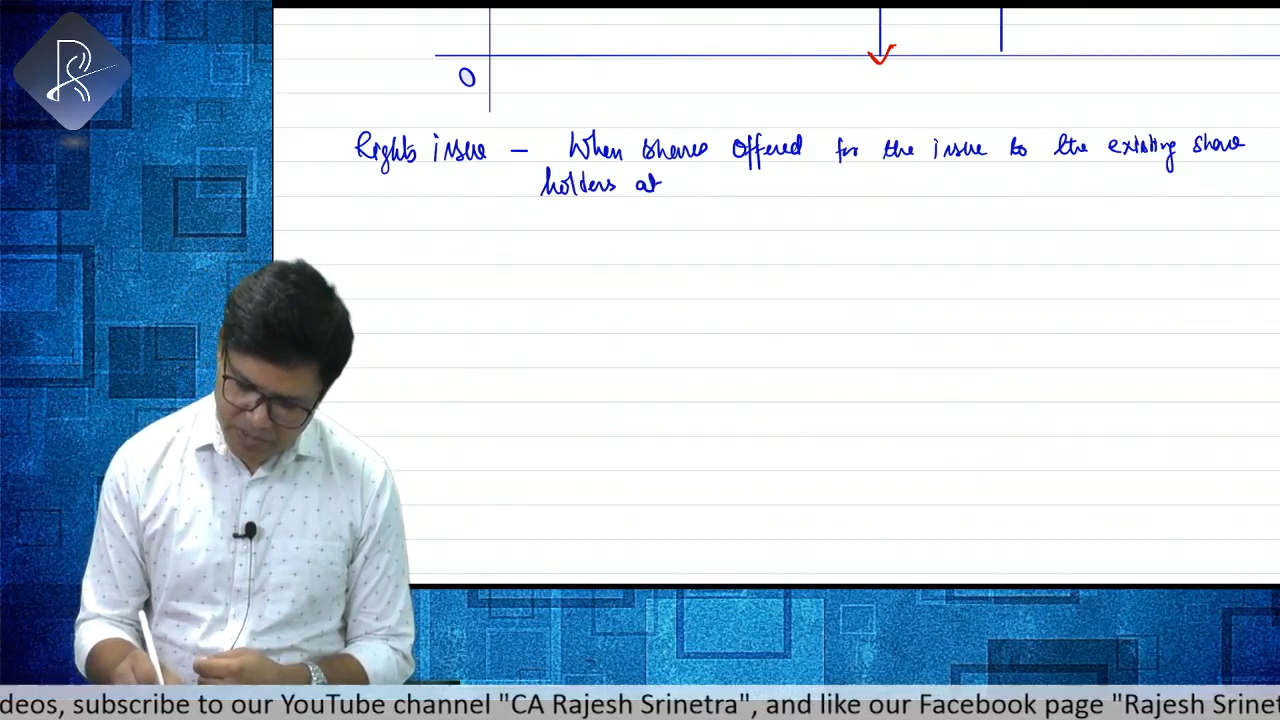 RS
0
Rights issue — When shares offered for the issue to the existing share
holders at
deos, subscribe to our YouTube channel "CA Rajesh Srinetra", and like our Facebook page "Rajesh Srinet